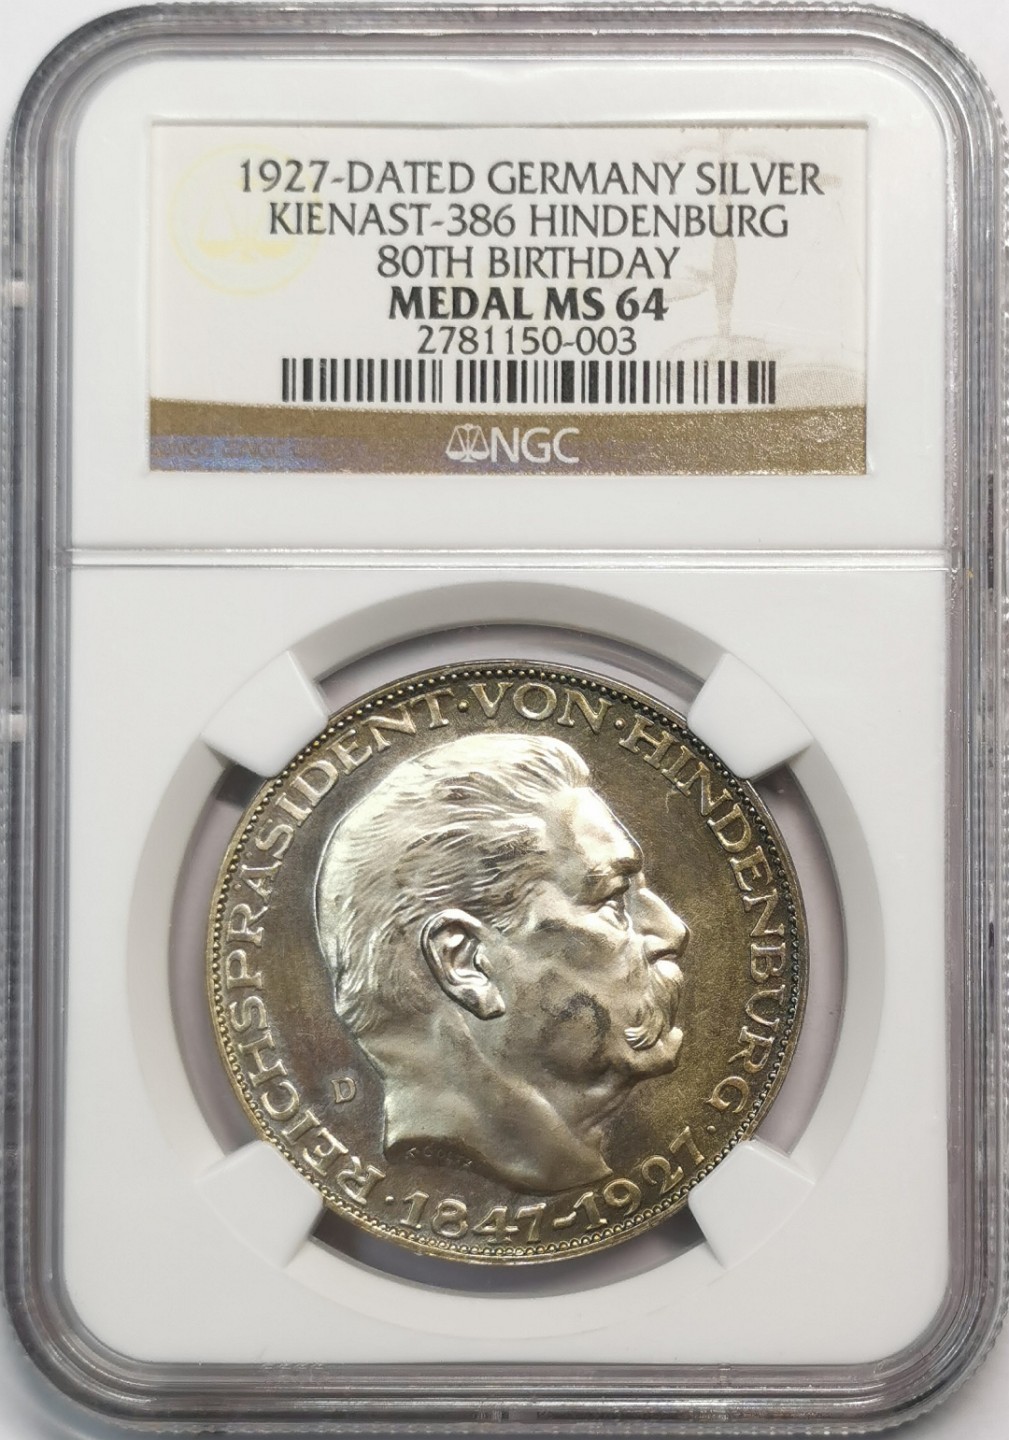 1927-DATED GERMANY SILVER
KIENAST-386 HINDENBURG
80TH BIRTHDAY
MEDAL MS 64
2781150-003
NGC
REICHSPRÄSIDENT·VON·HINDENBURG·
·1847-1927·
D
K GOETZ